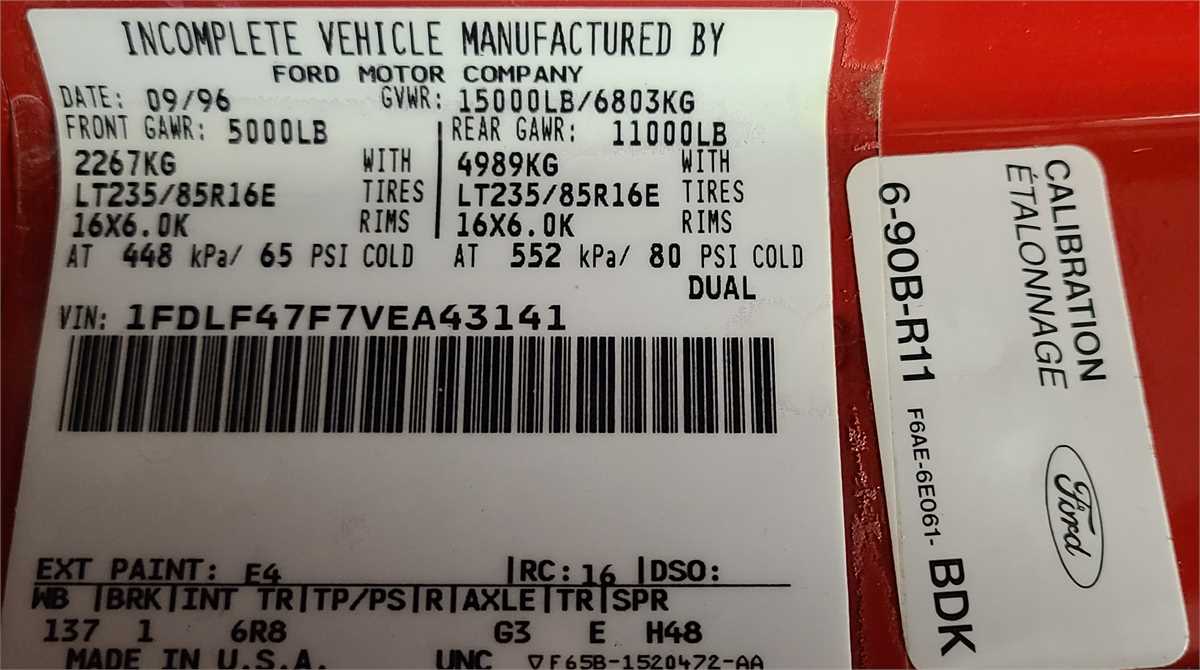 INCOMPLETE VEHICLE MANUFACTURED BY
FORD MOTOR COMPANY
DATE: 09/96 GVWR: 15000LB/6803KG
FRONT GAWR: 5000LB REAR GAWR: 11000LB
2267KG WITH 4989KG WITH
LT235/85R16E TIRES LT235/85R16E TIRES
16X6.0K RIMS 16X6.0K RIMS
AT 448 kPa/ 65 PSI COLD AT 552 kPa/ 80 PSI COLD
DUAL
VIN: 1FDLF47F7VEA43141
EXT PAINT: E4 |RC: 16 |DSO:
WB |BRK|INT TR|TP/PS|R|AXLE|TR|SPR
137 1 6R8 G3 E H48
MADE IN U.S.A. UNC ▽F65B-1520472-AA
CALIBRATION
ÉTALONNAGE
Ford
6-90B-R11 F6AE-6E061- BDK